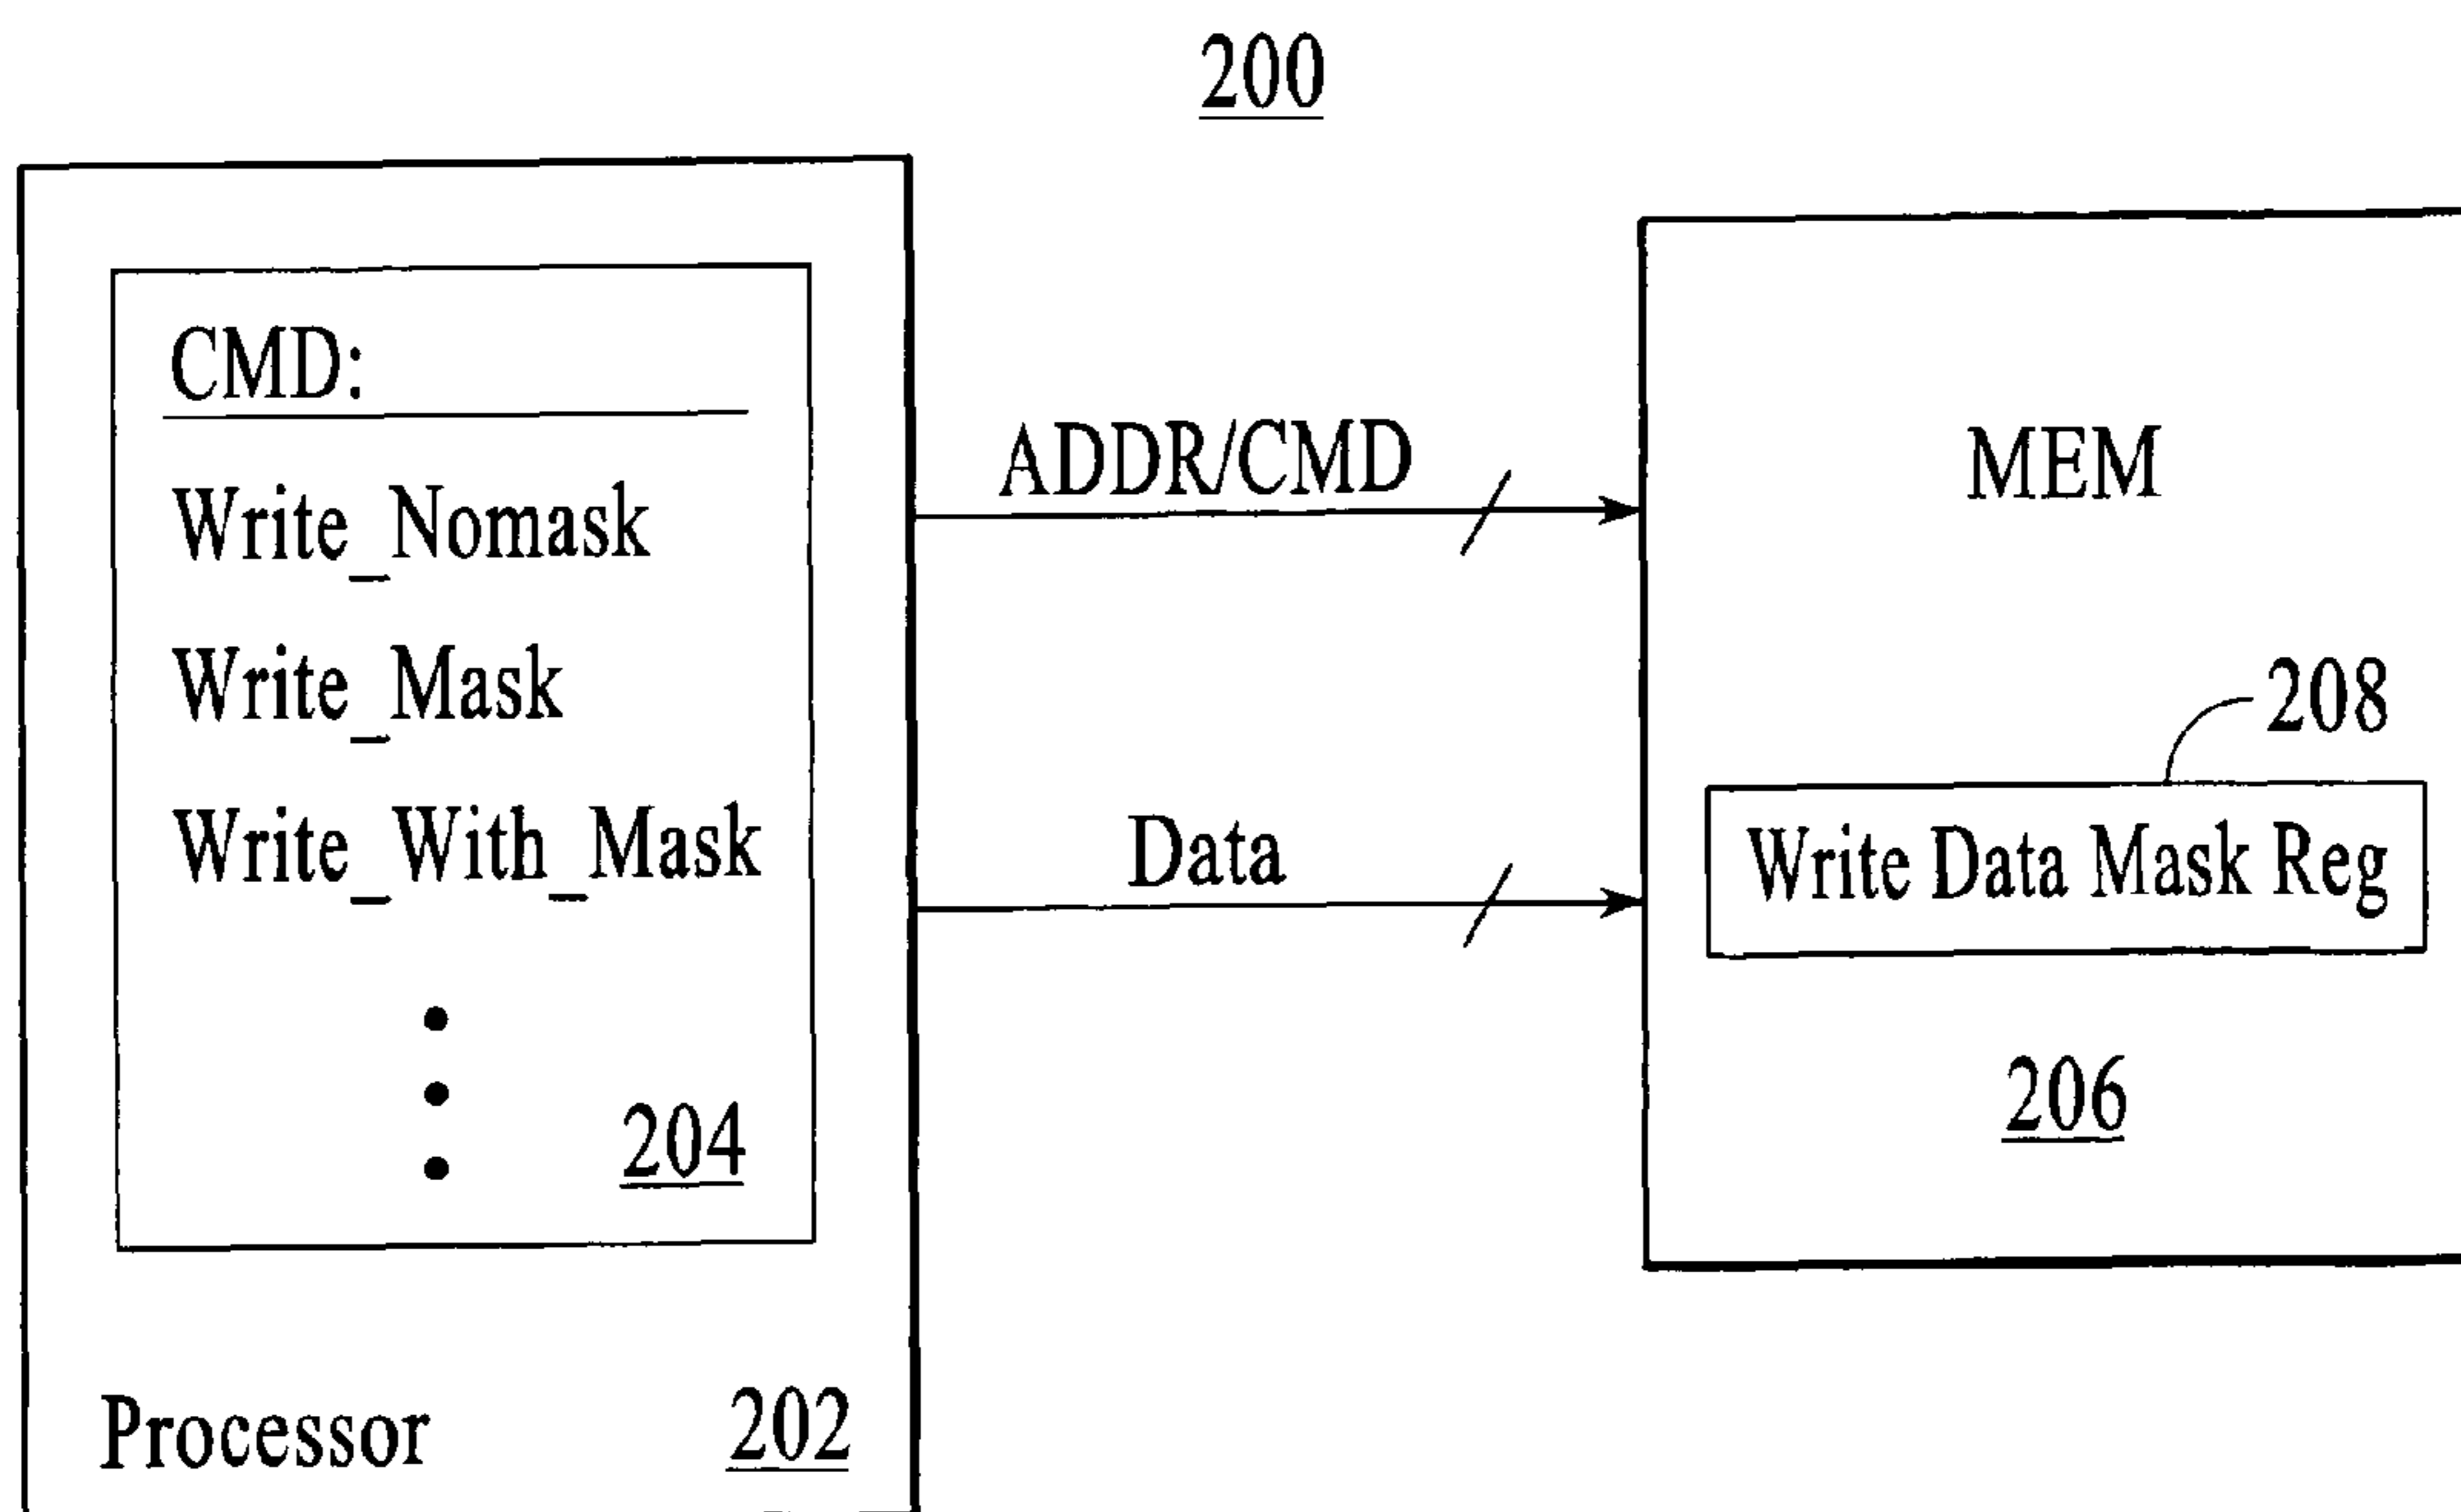 200
CMD:
Write_Nomask
Write_Mask
Write_With_Mask
204
Processor
202
ADDR/CMD
Data
MEM
208
Write Data Mask Reg
206